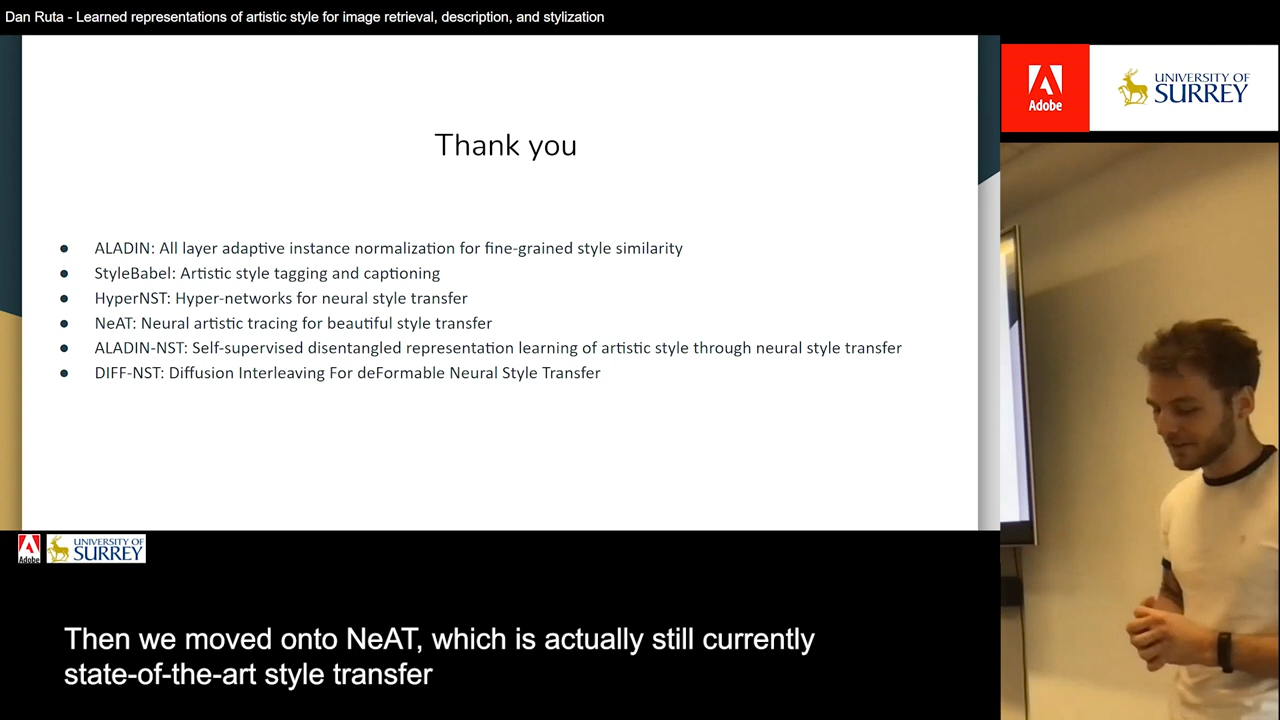 Dan Ruta - Learned representations of artistic style for image retrieval, description, and stylization
Thank you
ALADIN: All layer adaptive instance normalization for fine-grained style similarity
StyleBabel: Artistic style tagging and captioning
HyperNST: Hyper-networks for neural style transfer
NeAT: Neural artistic tracing for beautiful style transfer
ALADIN-NST: Self-supervised disentangled representation learning of artistic style through neural style transfer
DIFF-NST: Diffusion Interleaving For deFormable Neural Style Transfer
Adobe
UNIVERSITY OF
SURREY
Adobe
UNIVERSITY OF
SURREY
Then we moved onto NeAT, which is actually still currently
state-of-the-art style transfer